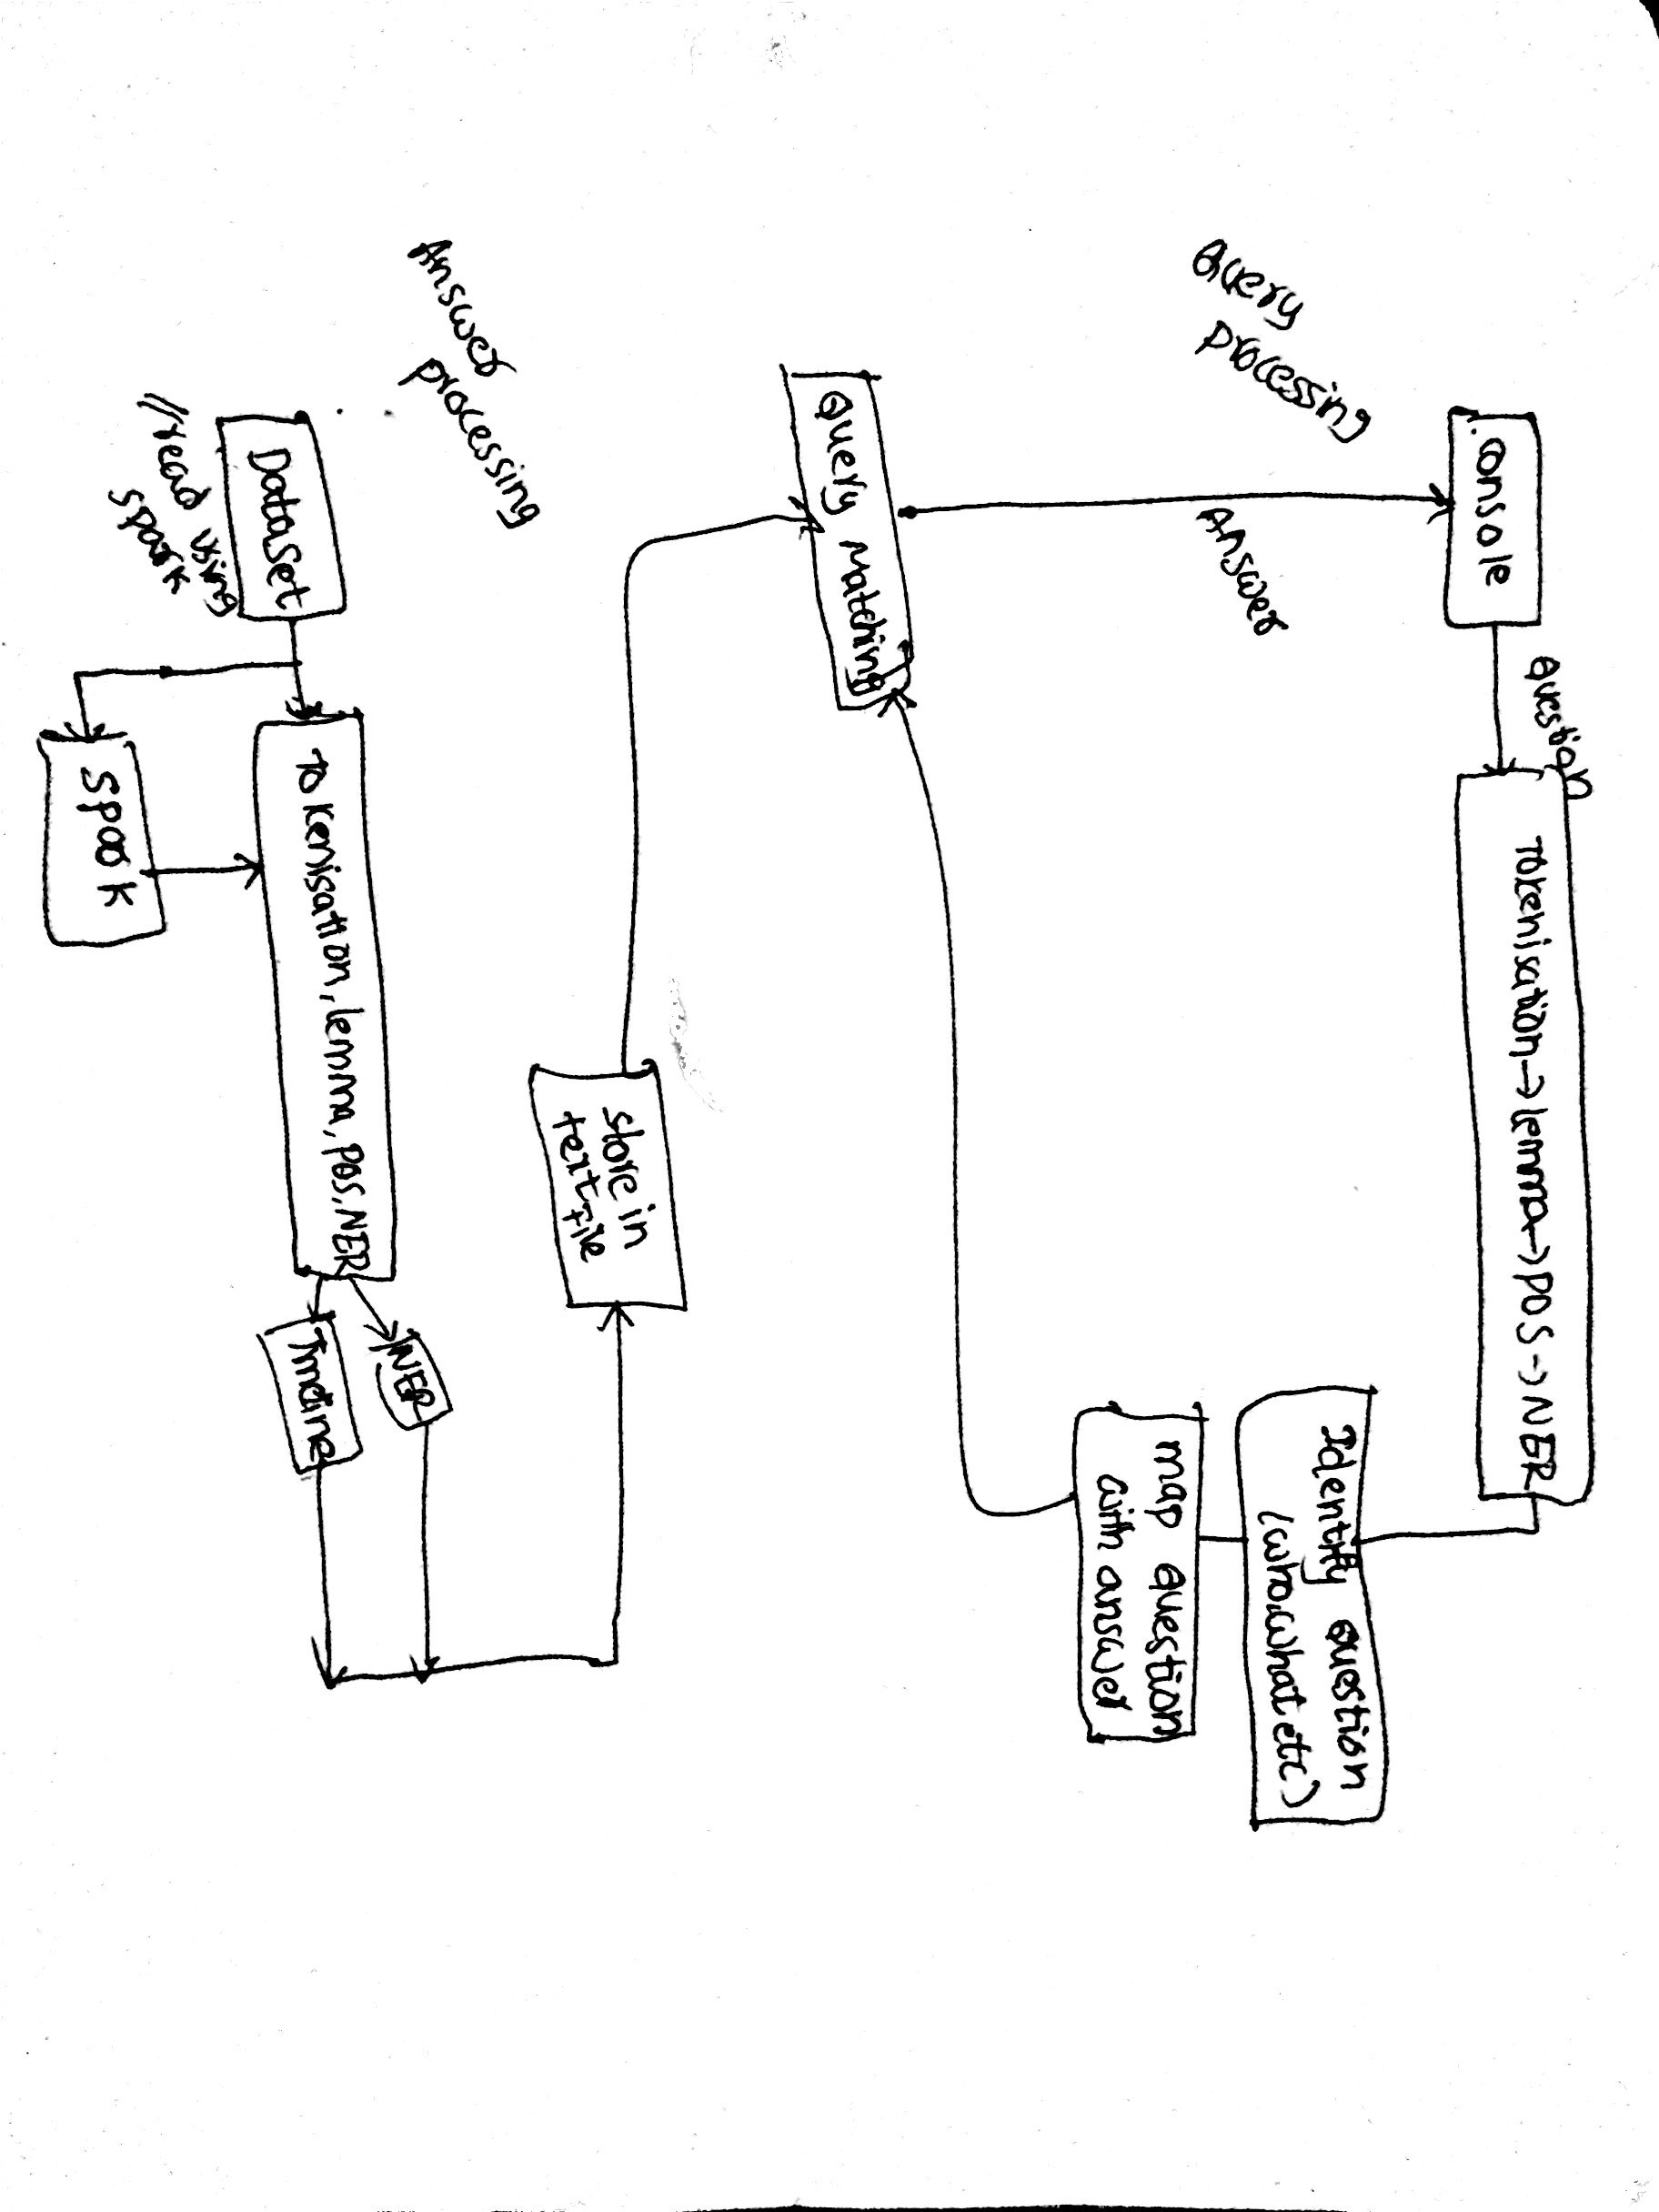 Console
Question
Tokenisation→lemma→POS→NER
Query
processing
Answer
Identify Question
(who,what etc)
map Question
with answer
Query Matching
store in
text file
Answer
processing
NER
Dataset
Tokenisation, lemma, POS, NER
//read using
spark
Spark